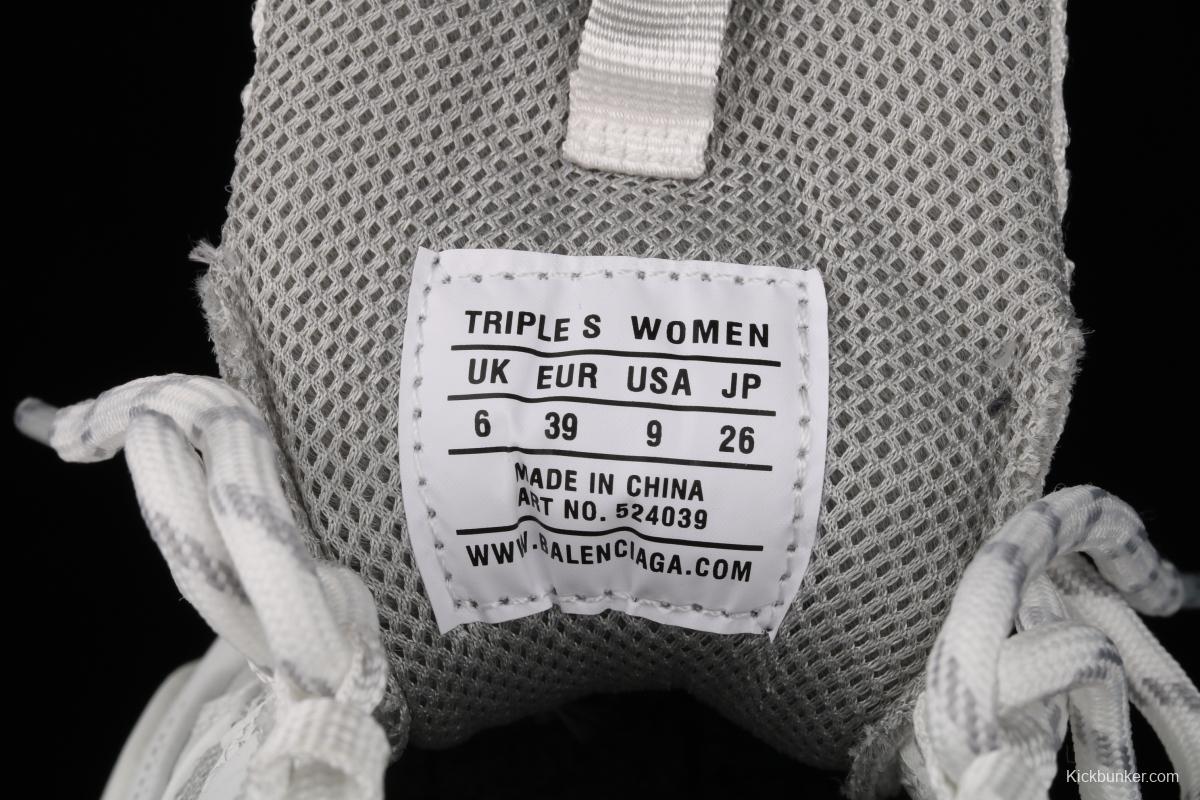 TRIPLE S WOMEN
UK EUR USA JP
6 39 9 26
MADE IN CHINA
ART NO. 524039
WWW.BALENCIAGA.COM
Kickbunker.com